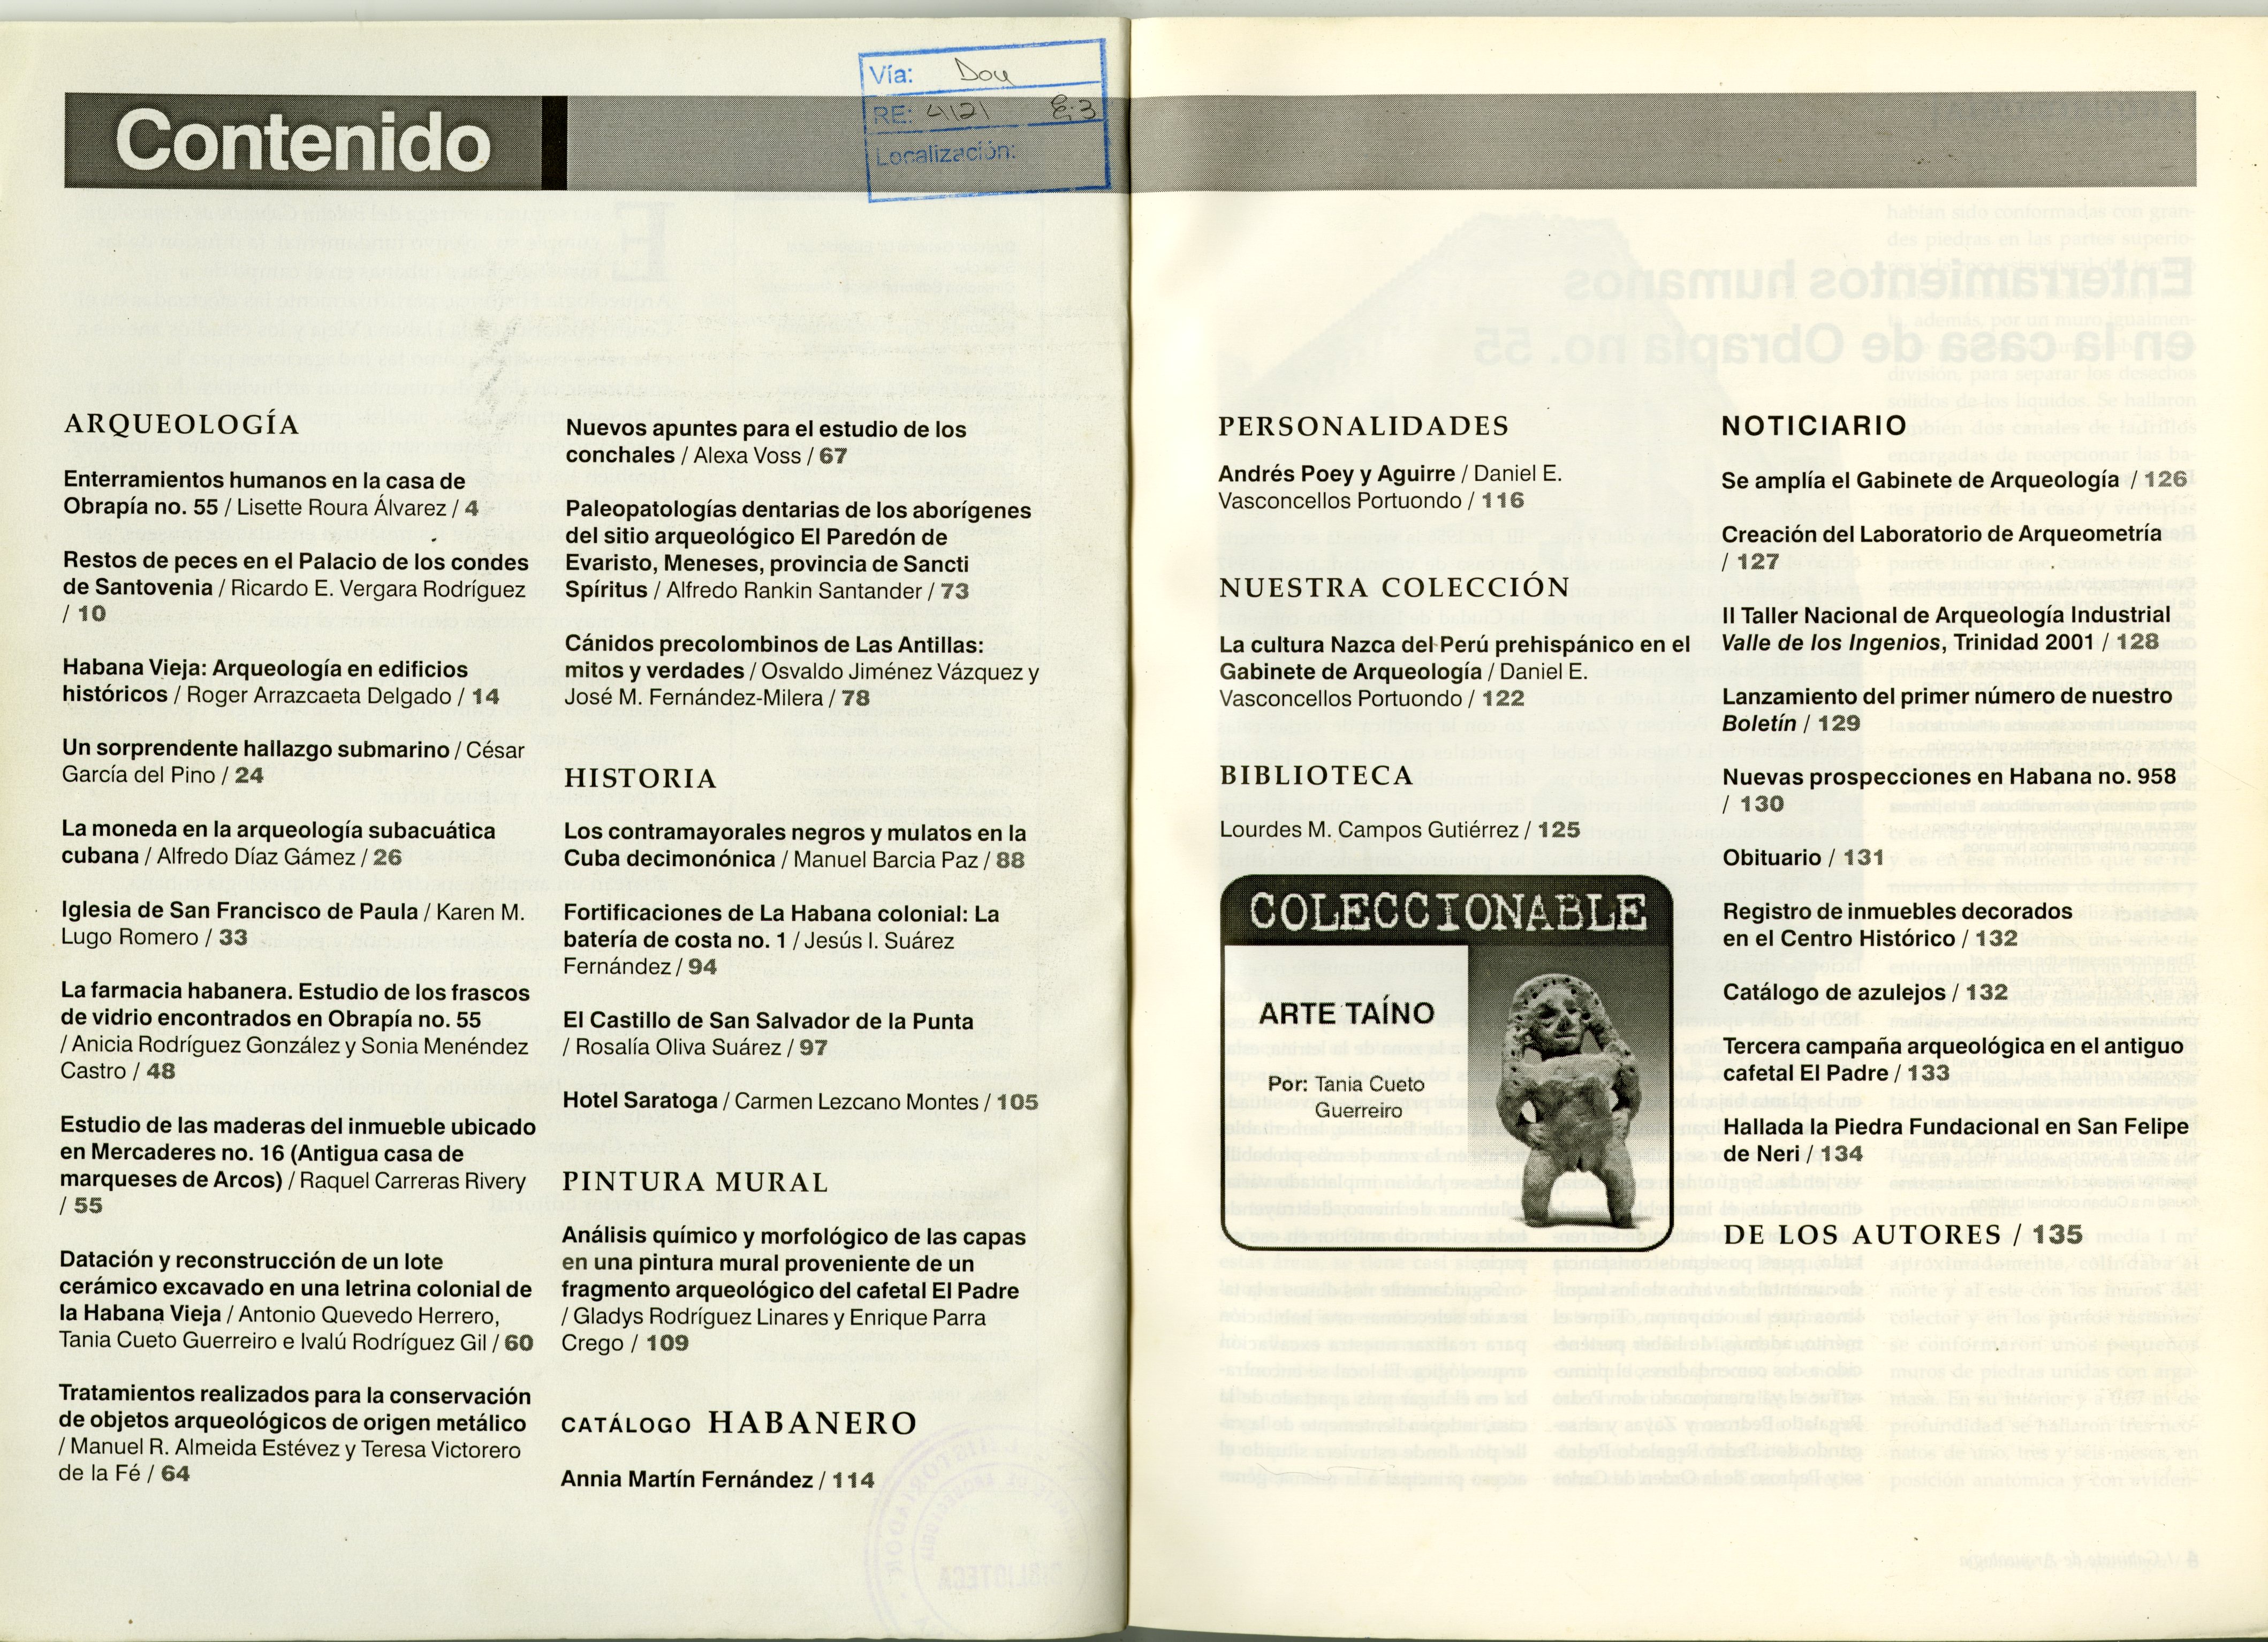 Contenido
Vía: Dou
RE: 4121 E.3
Localización:
ARQUEOLOGÍA
Enterramientos humanos en la casa de
Obrapía no. 55 / Lisette Roura Álvarez / 4
Restos de peces en el Palacio de los condes
de Santovenia / Ricardo E. Vergara Rodríguez
/ 10
Habana Vieja: Arqueología en edificios
históricos / Roger Arrazcaeta Delgado / 14
Un sorprendente hallazgo submarino / César
García del Pino / 24
La moneda en la arqueología subacuática
cubana / Alfredo Díaz Gámez / 26
Iglesia de San Francisco de Paula / Karen M.
Lugo Romero / 33
La farmacia habanera. Estudio de los frascos
de vidrio encontrados en Obrapía no. 55
/ Anicia Rodríguez González y Sonia Menéndez
Castro / 48
Estudio de las maderas del inmueble ubicado
en Mercaderes no. 16 (Antigua casa de
marqueses de Arcos) / Raquel Carreras Rivery
/ 55
Datación y reconstrucción de un lote
cerámico excavado en una letrina colonial de
la Habana Vieja / Antonio Quevedo Herrero,
Tania Cueto Guerreiro e Ivalú Rodríguez Gil / 60
Tratamientos realizados para la conservación
de objetos arqueológicos de origen metálico
/ Manuel R. Almeida Estévez y Teresa Victorero
de la Fé / 64
Nuevos apuntes para el estudio de los
conchales / Alexa Voss / 67
Paleopatologías dentarias de los aborígenes
del sitio arqueológico El Paredón de
Evaristo, Meneses, provincia de Sancti
Spíritus / Alfredo Rankin Santander / 73
Cánidos precolombinos de Las Antillas:
mitos y verdades / Osvaldo Jiménez Vázquez y
José M. Fernández-Milera / 78
HISTORIA
Los contramayorales negros y mulatos en la
Cuba decimonónica / Manuel Barcia Paz / 88
Fortificaciones de La Habana colonial: La
batería de costa no. 1 / Jesús I. Suárez
Fernández / 94
El Castillo de San Salvador de la Punta
/ Rosalía Oliva Suárez / 97
Hotel Saratoga / Carmen Lezcano Montes / 105
PINTURA MURAL
Análisis químico y morfológico de las capas
en una pintura mural proveniente de un
fragmento arqueológico del cafetal El Padre
/ Gladys Rodríguez Linares y Enrique Parra
Crego / 109
CATÁLOGO HABANERO
Annia Martín Fernández / 114
PERSONALIDADES
Andrés Poey y Aguirre / Daniel E.
Vasconcellos Portuondo / 116
NUESTRA COLECCIÓN
La cultura Nazca del Perú prehispánico en el
Gabinete de Arqueología / Daniel E.
Vasconcellos Portuondo / 122
BIBLIOTECA
Lourdes M. Campos Gutiérrez / 125
COLECCIONABLE
ARTE TAÍNO
Por: Tania Cueto
Guerreiro
NOTICIARIO
Se amplía el Gabinete de Arqueología / 126
Creación del Laboratorio de Arqueometría
/ 127
II Taller Nacional de Arqueología Industrial
Valle de los Ingenios, Trinidad 2001 / 128
Lanzamiento del primer número de nuestro
Boletín / 129
Nuevas prospecciones en Habana no. 958
/ 130
Obituario / 131
Registro de inmuebles decorados
en el Centro Histórico / 132
Catálogo de azulejos / 132
Tercera campaña arqueológica en el antiguo
cafetal El Padre / 133
Hallada la Piedra Fundacional en San Felipe
de Neri / 134
DE LOS AUTORES / 135